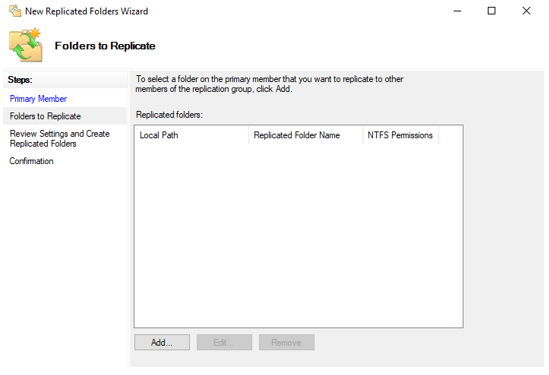 New Replicated Folders Wizard
Folders to Replicate
Steps:
Primary Member
Folders to Replicate
Review Settings and Create
Replicated Folders
Confirmation
To select a folder on the primary member that you want to replicate to other
members of the replication group, click Add.
Replicated folders:
Local Path Replicated Folder Name NTFS Permissions
Add... Edit... Remove